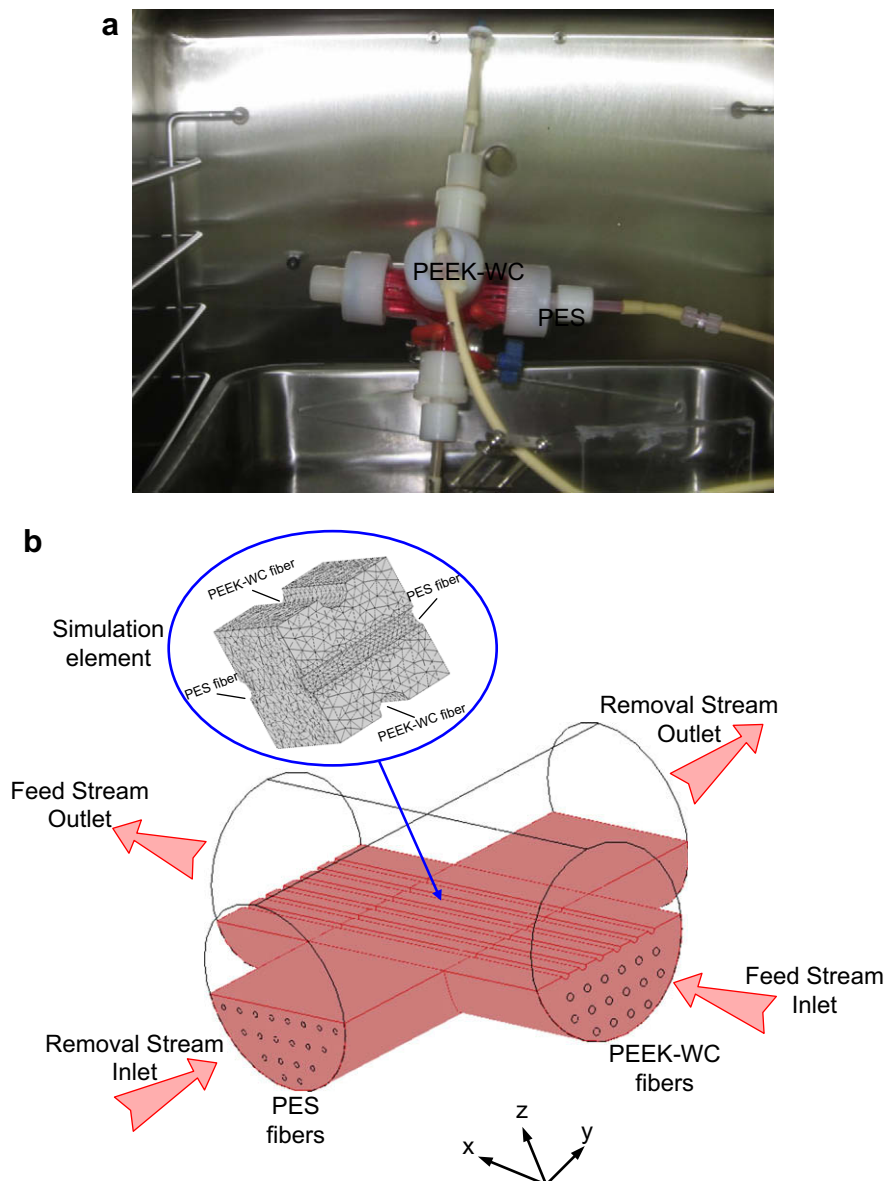 a
PEEK-WC
PES
b
Simulation
element
PEEK-WC fiber
PES fiber
PES fiber
PEEK-WC fiber
Removal Stream
Outlet
Feed Stream
Outlet
Feed Stream
Inlet
Removal Stream
Inlet
PEEK-WC
fibers
PES
fibers
z
y
x